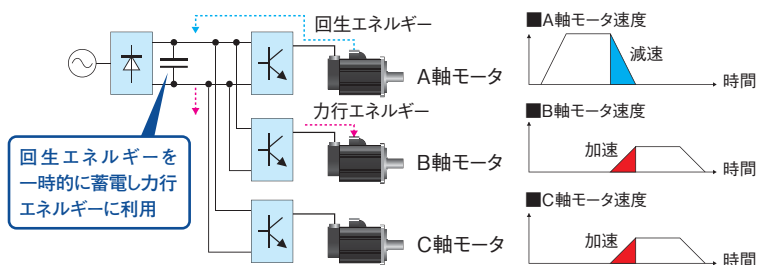 回生エネルギー
A軸モータ
力行エネルギー
回生エネルギーを
一時的に蓄電し力行
エネルギーに利用
B軸モータ
C軸モータ
■A軸モータ速度
減速
時間
■B軸モータ速度
加速
時間
■C軸モータ速度
加速
時間